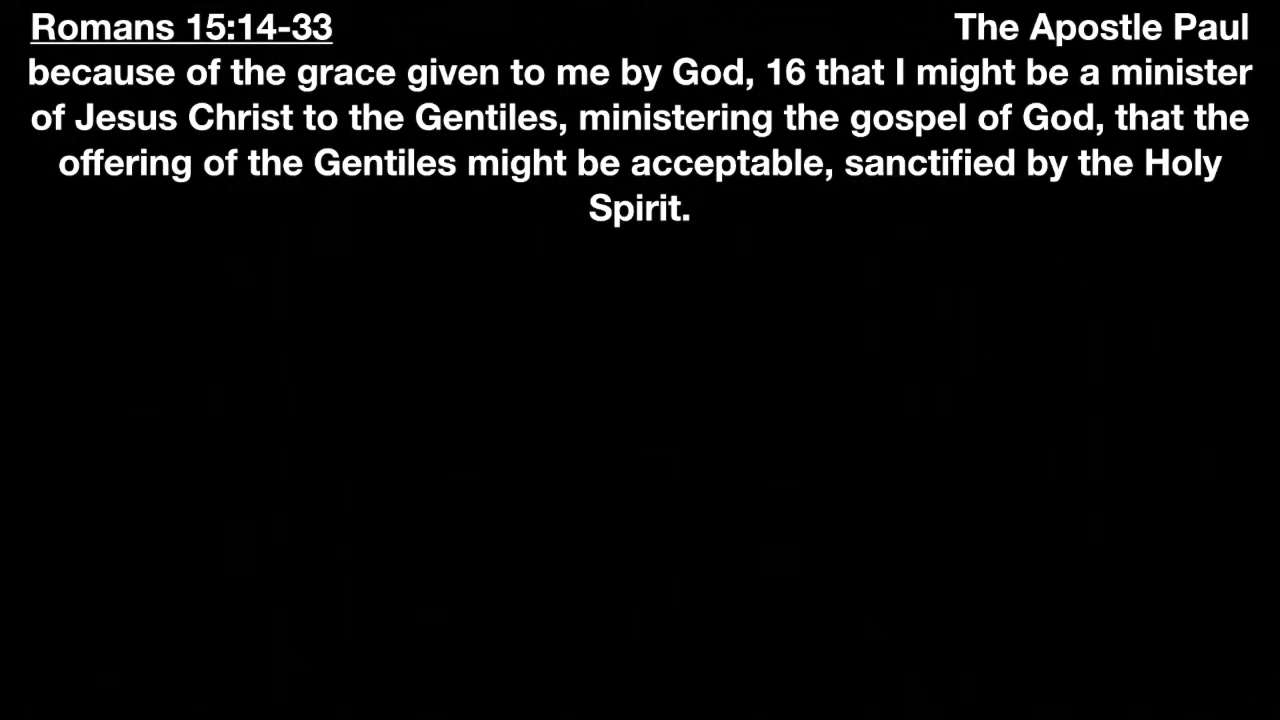 Romans 15:14-33 The Apostle Paul
because of the grace given to me by God, 16 that I might be a minister
of Jesus Christ to the Gentiles, ministering the gospel of God, that the
offering of the Gentiles might be acceptable, sanctified by the Holy
Spirit.